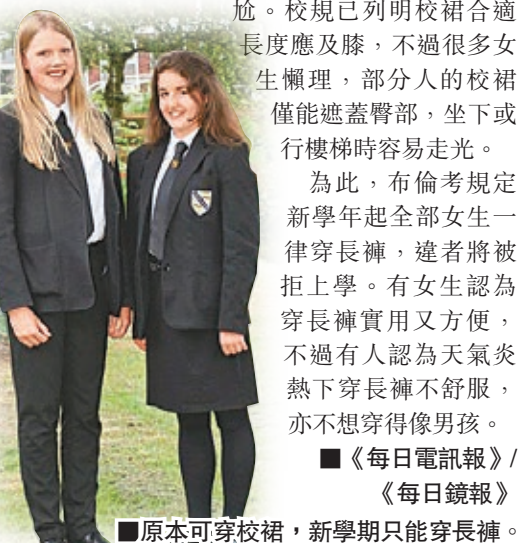 尬。校規已列明校裙合適
長度應及膝，不過很多女
生懶理，部分人的校裙
僅能遮蓋臀部，坐下或
行樓梯時容易走光。
為此，布倫考規定
新學年起全部女生一
律穿長褲，違者將被
拒上學。有女生認為
穿長褲實用又方便，
不過有人認為天氣炎
熱下穿長褲不舒服，
亦不想穿得像男孩。
■《每日電訊報》/
《每日鏡報》
■原本可穿校裙，新學期只能穿長褲。